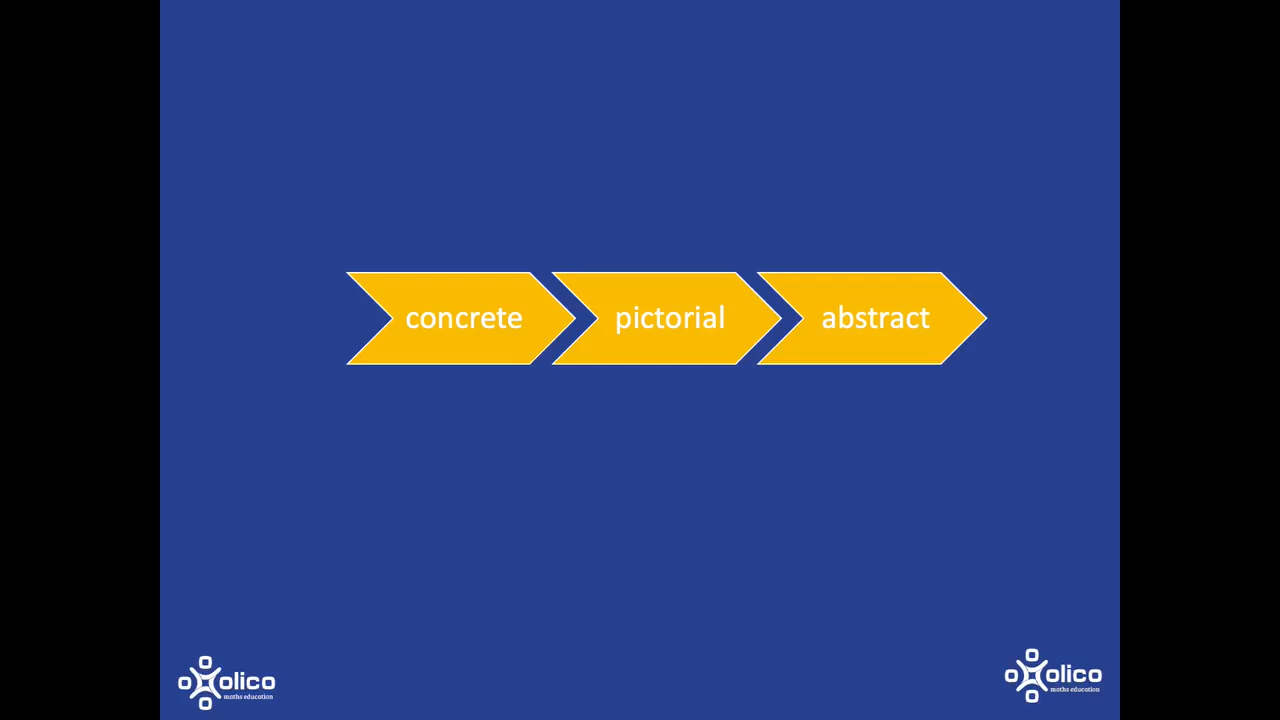 concrete
pictorial
abstract
olico
maths education
olico
maths education